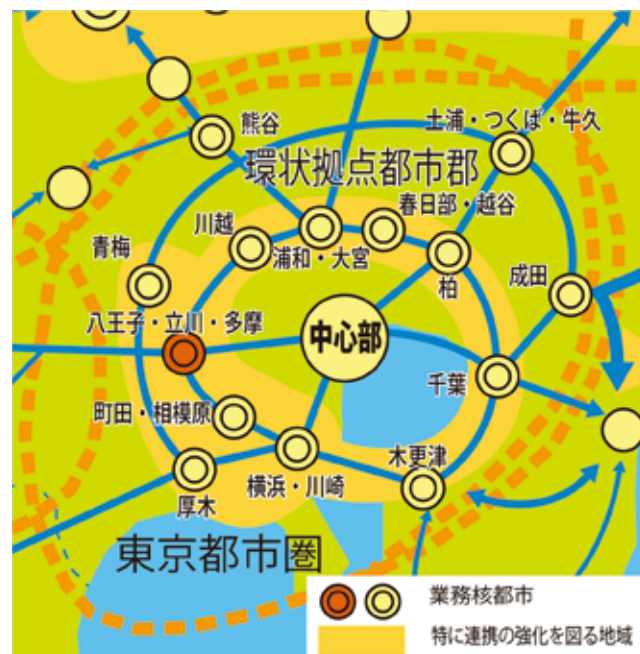 熊谷
土浦・つくば・牛久
環状拠点都市郡
春日部・越谷
川越
浦和・大宮
青梅
柏
成田
八王子・立川・多摩
中心部
千葉
町田・相模原
木更津
横浜・川崎
厚木
東京都市圏
業務核都市
特に連携の強化を図る地域